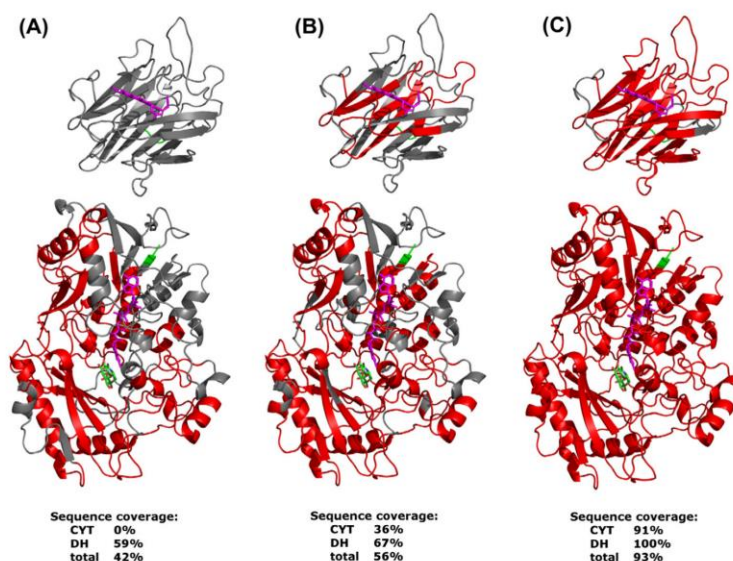 (A) (B) (C)
Sequence coverage:
CYT 0%
DH 59%
total 42%
Sequence coverage:
CYT 36%
DH 67%
total 56%
Sequence coverage:
CYT 91%
DH 100%
total 93%